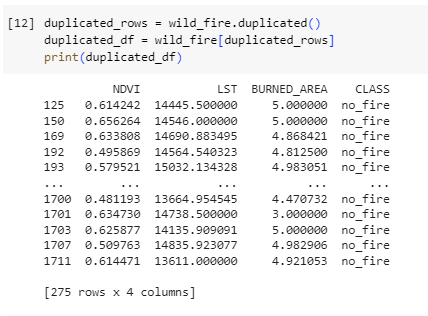 [12] duplicated_rows = wild_fire.duplicated()
duplicated_df = wild_fire[duplicated_rows]
print(duplicated_df)
NDVI LST BURNED_AREA CLASS
125 0.614242 14445.500000 5.000000 no_fire
150 0.656264 14546.000000 5.000000 no_fire
169 0.633808 14690.883495 4.868421 no_fire
192 0.495869 14564.540323 4.812500 no_fire
193 0.579521 15032.134328 4.983051 no_fire
... ... ... ... ...
1700 0.481193 13664.954545 4.470732 no_fire
1701 0.634730 14738.500000 3.000000 no_fire
1703 0.625877 14135.909091 5.000000 no_fire
1707 0.509763 14835.923077 4.982906 no_fire
1711 0.614471 13611.000000 4.921053 no_fire
[275 rows x 4 columns]